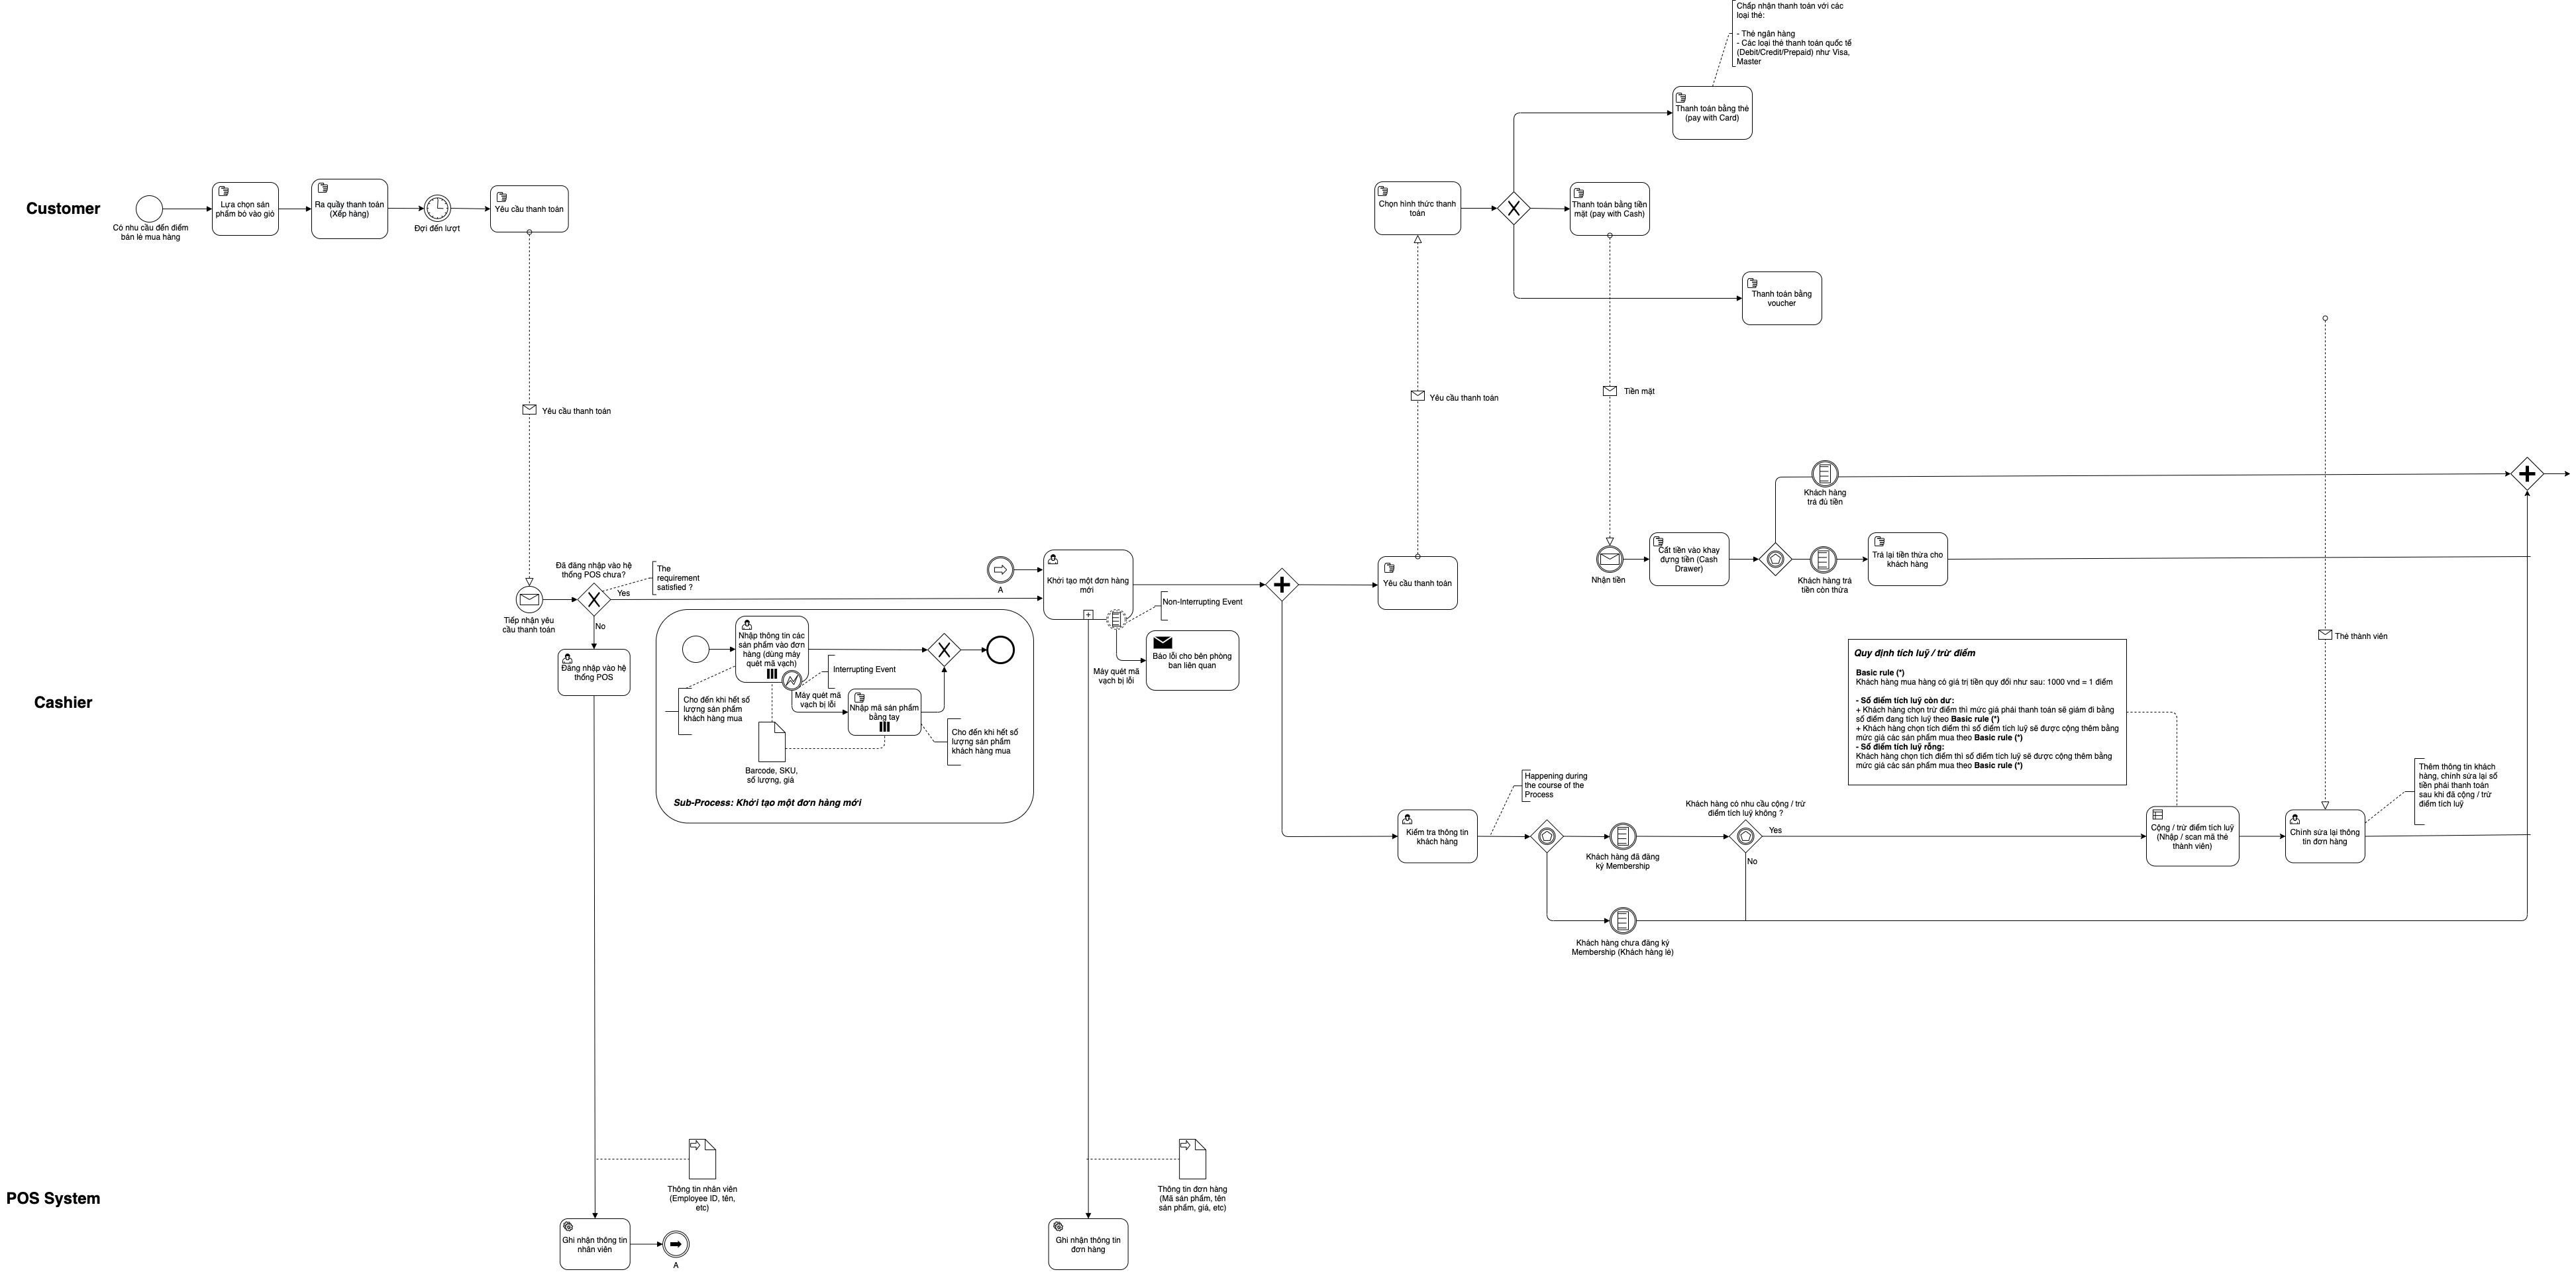 Chấp nhận thanh toán với các
loại thẻ:
- Thẻ ngân hàng
- Các loại thẻ thanh toán quốc tế
(Debit/Credit/Prepaid) như Visa,
Master
Thanh toán bằng thẻ
(pay with Card)
Customer
Có nhu cầu đến điểm
bán lẻ mua hàng
Lựa chọn sản
phẩm bỏ vào giỏ
Ra quầy thanh toán
(Xếp hàng)
Đợi đến lượt
Yêu cầu thanh toán
Chọn hình thức thanh
toán
Thanh toán bằng tiền
mặt (pay with Cash)
Thanh toán bằng
voucher
Yêu cầu thanh toán
Yêu cầu thanh toán
Tiền mặt
Khách hàng
trả đủ tiền
Đã đăng nhập vào hệ
thống POS chưa?
The
requirement
satisfied ?
Yes
No
Tiếp nhận yêu
cầu thanh toán
Đăng nhập vào hệ
thống POS
A
Khởi tạo một đơn hàng
mới
Non-Interrupting Event
Máy quét mã
vạch bị lỗi
Báo lỗi cho bên phòng
ban liên quan
Yêu cầu thanh toán
Nhận tiền
Cất tiền vào khay
đựng tiền (Cash
Drawer)
Khách hàng trả
tiền còn thừa
Trả lại tiền thừa cho
khách hàng
Thẻ thành viên
Cashier
Nhập thông tin các
sản phẩm vào đơn
hàng (dùng máy
quét mã vạch)
Interrupting Event
Máy quét mã
vạch bị lỗi
Cho đến khi hết số
lượng sản phẩm
khách hàng mua
Nhập mã sản phẩm
bằng tay
Cho đến khi hết số
lượng sản phẩm
khách hàng mua
Barcode, SKU,
số lượng, giá
Sub-Process: Khởi tạo một đơn hàng mới
Quy định tích luỹ / trừ điểm
Basic rule (*)
Khách hàng mua hàng có giá trị tiền quy đổi như sau: 1000 vnd = 1 điểm
- Số điểm tích luỹ còn dư:
+ Khách hàng chọn trừ điểm thì mức giá phải thanh toán sẽ giảm đi bằng
số điểm đang tích luỹ theo Basic rule (*)
+ Khách hàng chọn tích điểm thì số điểm tích luỹ sẽ được cộng thêm bằng
mức giá các sản phẩm mua theo Basic rule (*)
- Số điểm tích luỹ rỗng:
Khách hàng chọn tích điểm thì số điểm tích luỹ sẽ được cộng thêm bằng
mức giá các sản phẩm mua theo Basic rule (*)
Happening during
the course of the
Process
Kiểm tra thông tin
khách hàng
Khách hàng đã đăng
ký Membership
Khách hàng có nhu cầu cộng / trừ
điểm tích luỹ không ?
Yes
No
Khách hàng chưa đăng ký
Membership (Khách hàng lẻ)
Cộng / trừ điểm tích luỹ
(Nhập / scan mã thẻ
thành viên)
Chỉnh sửa lại thông
tin đơn hàng
Thêm thông tin khách
hàng, chỉnh sửa lại số
tiền phải thanh toán
sau khi đã cộng / trừ
điểm tích luỹ
POS System
Thông tin nhân viên
(Employee ID, tên,
etc)
Ghi nhận thông tin
nhân viên
A
Thông tin đơn hàng
(Mã sản phẩm, tên
sản phẩm, giá, etc)
Ghi nhận thông tin
đơn hàng